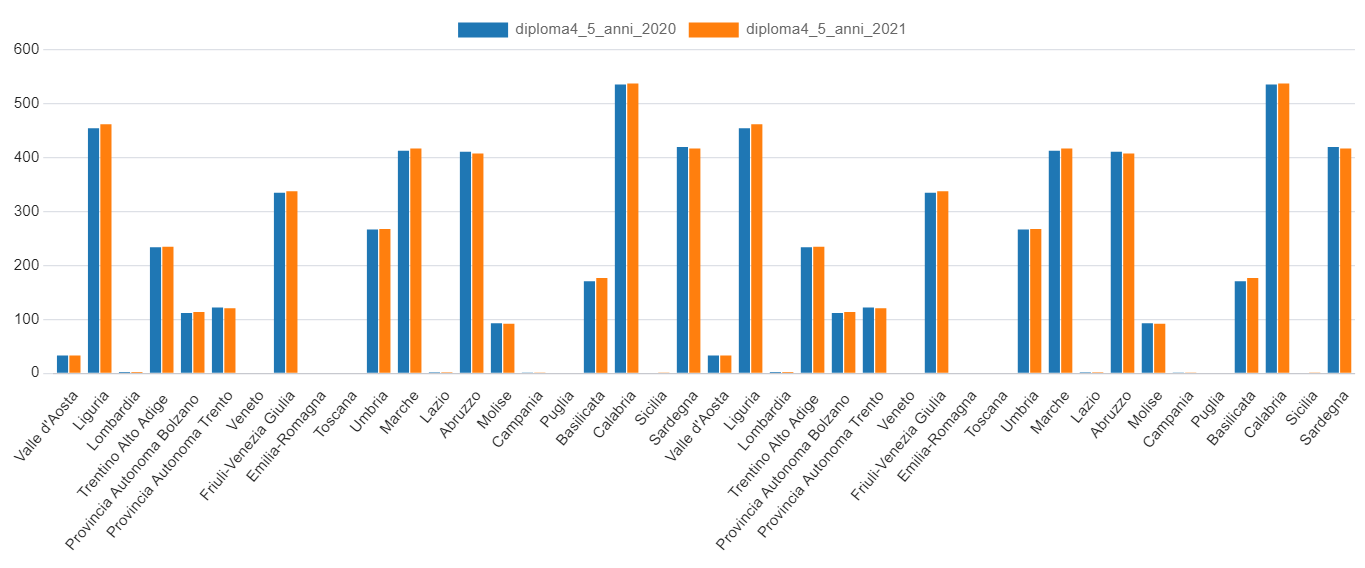 diploma4_5_anni_2020 diploma4_5_anni_2021
600
500
400
300
200
100
0
Valle d'Aosta
Liguria
Lombardia
Trentino Alto Adige
Provincia Autonoma Bolzano
Provincia Autonoma Trento
Veneto
Friuli-Venezia Giulia
Emilia-Romagna
Toscana
Umbria
Marche
Lazio
Abruzzo
Molise
Campania
Puglia
Basilicata
Calabria
Sicilia
Sardegna
Valle d'Aosta
Liguria
Lombardia
Trentino Alto Adige
Provincia Autonoma Bolzano
Provincia Autonoma Trento
Veneto
Friuli-Venezia Giulia
Emilia-Romagna
Toscana
Umbria
Marche
Lazio
Abruzzo
Molise
Campania
Puglia
Basilicata
Calabria
Sicilia
Sardegna